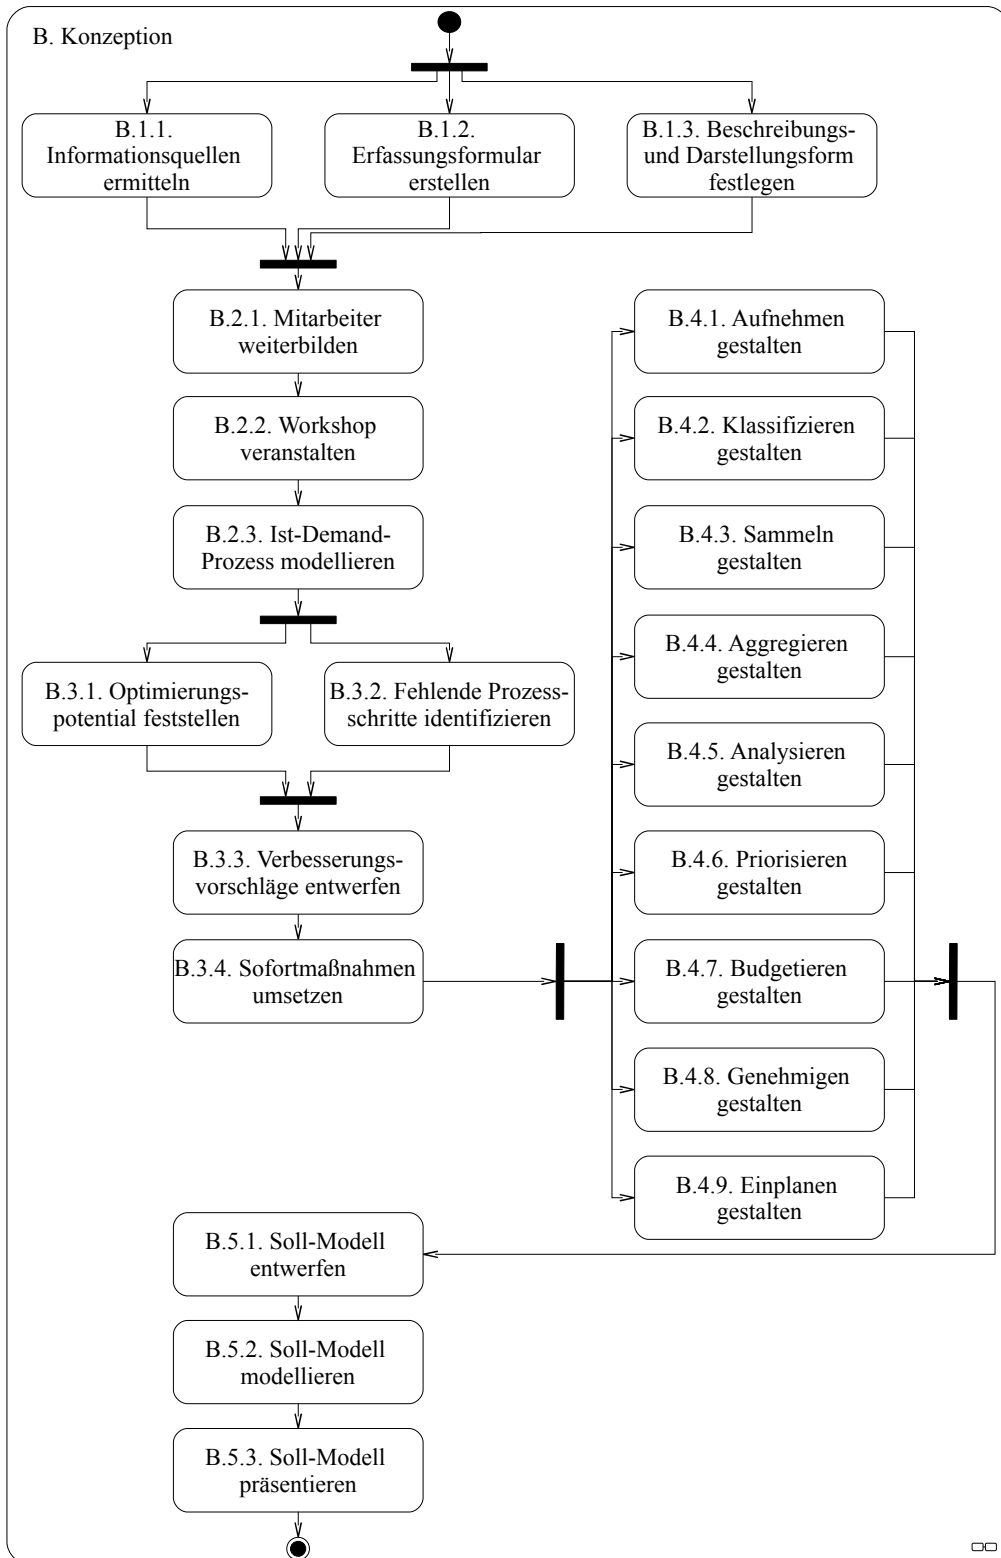 B. Konzeption
B.1.1.
Informationsquellen
ermitteln
B.1.2.
Erfassungsformular
erstellen
B.1.3. Beschreibungs-
und Darstellungsform
festlegen
B.2.1. Mitarbeiter
weiterbilden
B.2.2. Workshop
veranstalten
B.2.3. Ist-Demand-
Prozess modellieren
B.3.1. Optimierungs-
potential feststellen
B.3.2. Fehlende Prozess-
schritte identifizieren
B.3.3. Verbesserungs-
vorschläge entwerfen
B.3.4. Sofortmaßnahmen
umsetzen
B.4.1. Aufnehmen
gestalten
B.4.2. Klassifizieren
gestalten
B.4.3. Sammeln
gestalten
B.4.4. Aggregieren
gestalten
B.4.5. Analysieren
gestalten
B.4.6. Priorisieren
gestalten
B.4.7. Budgetieren
gestalten
B.4.8. Genehmigen
gestalten
B.4.9. Einplanen
gestalten
B.5.1. Soll-Modell
entwerfen
B.5.2. Soll-Modell
modellieren
B.5.3. Soll-Modell
präsentieren